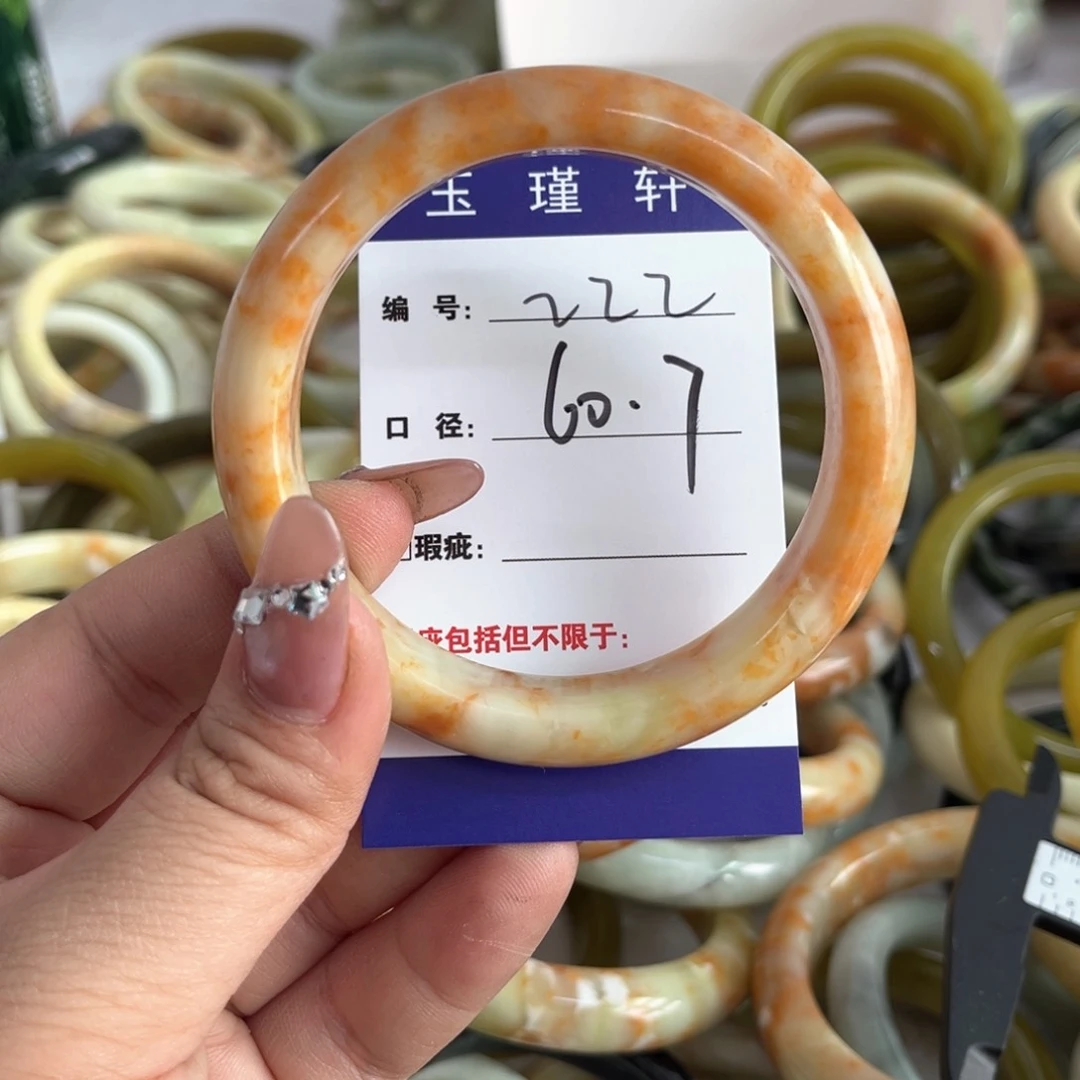 玉 瑾 轩
编 号: 222
口 径: 60.7
□瑕疵:
疵包括但不限于: